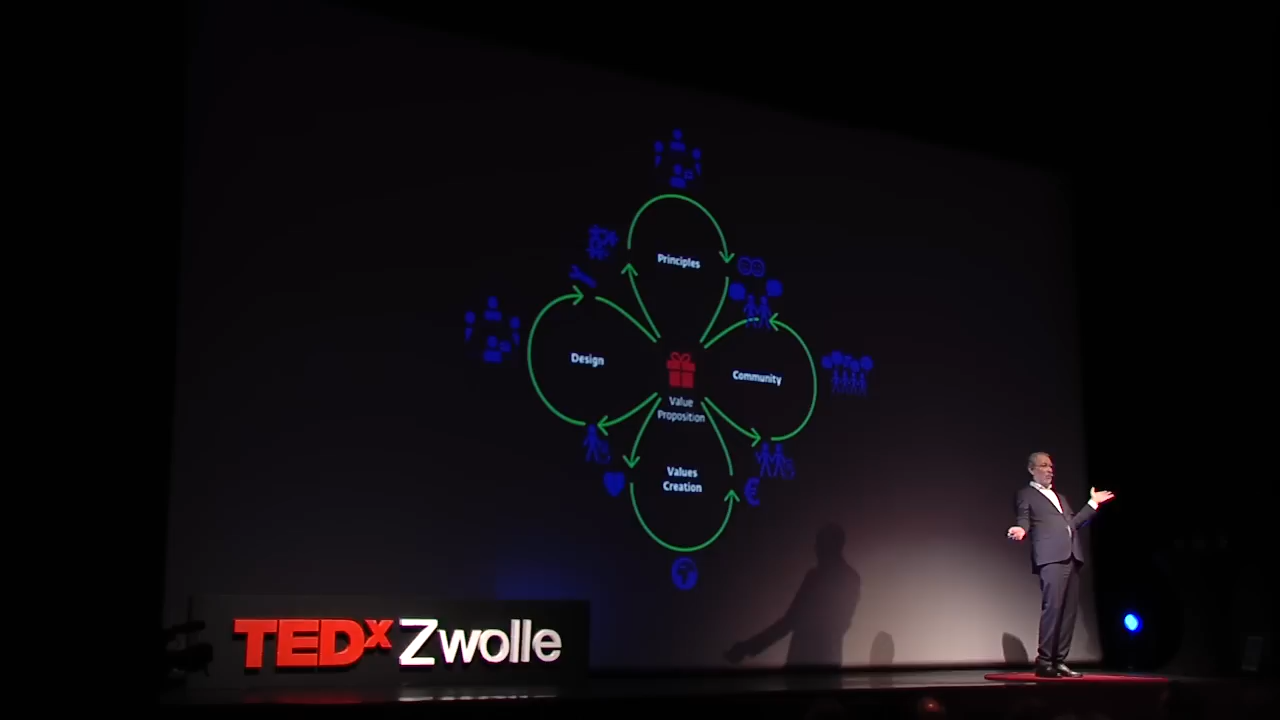 Principles
Design
Community
Value
Proposition
Values
Creation
€
TEDx Zwolle